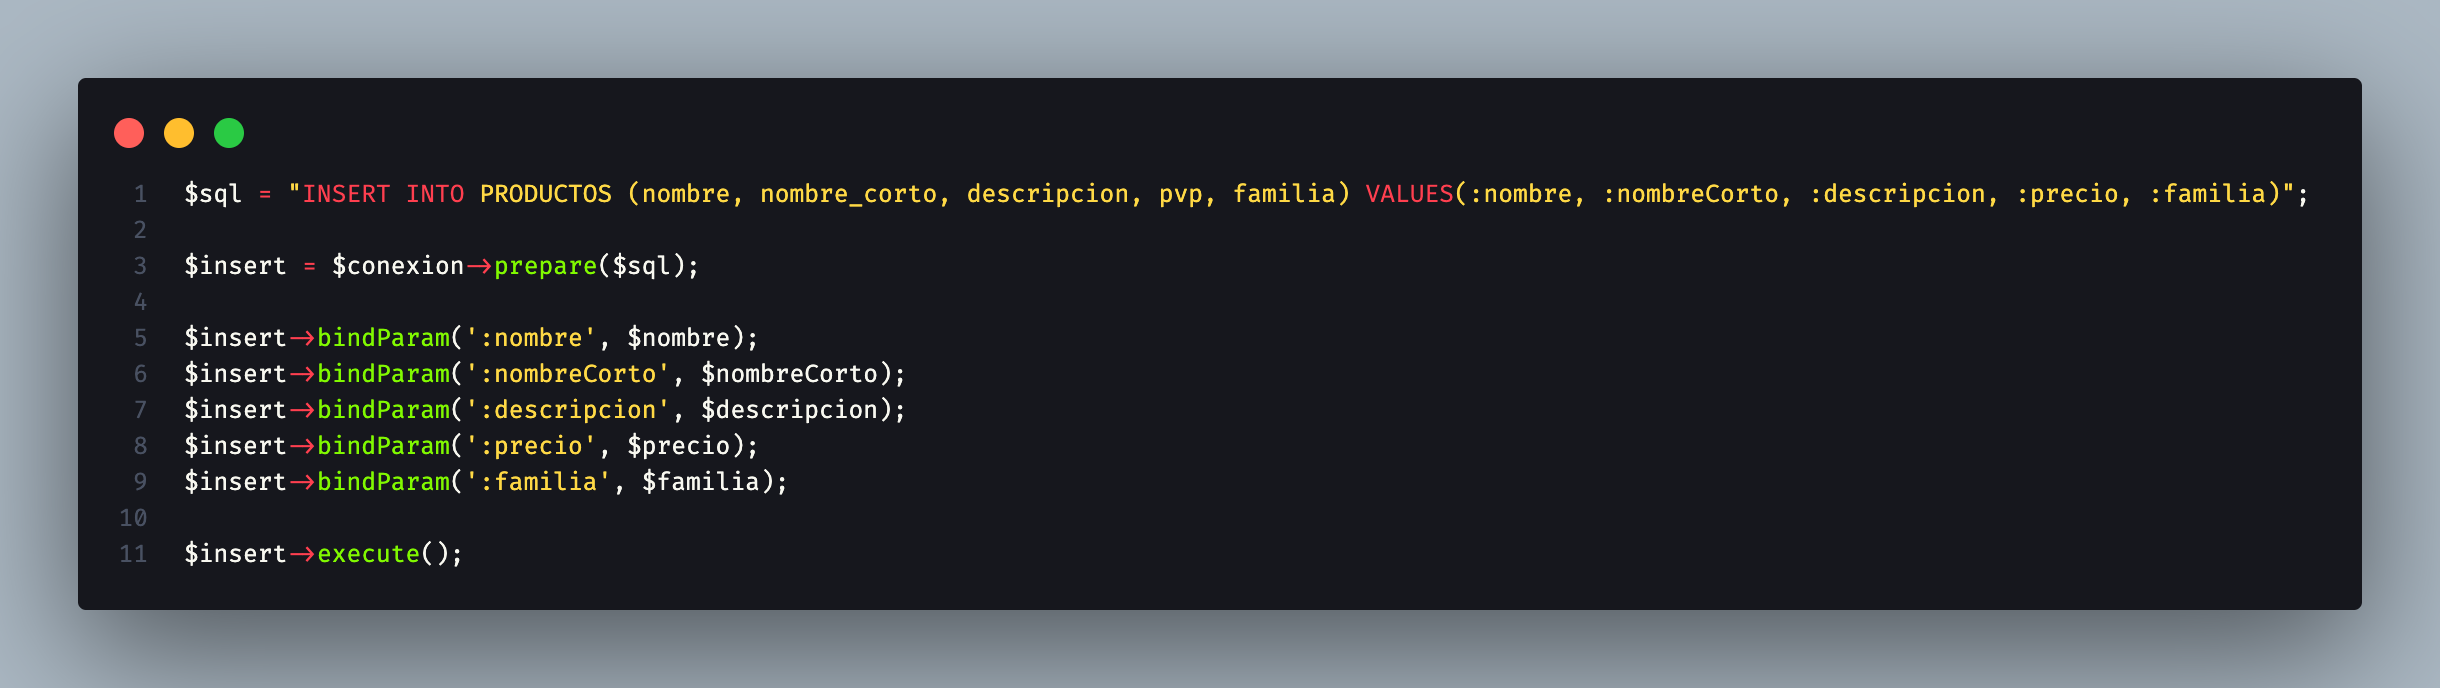 1 $sql = "INSERT INTO PRODUCTOS (nombre, nombre_corto, descripcion, pvp, familia) VALUES(:nombre, :nombreCorto, :descripcion, :precio, :familia)";
2
3 $insert = $conexion->prepare($sql);
4
5 $insert->bindParam(':nombre', $nombre);
6 $insert->bindParam(':nombreCorto', $nombreCorto);
7 $insert->bindParam(':descripcion', $descripcion);
8 $insert->bindParam(':precio', $precio);
9 $insert->bindParam(':familia', $familia);
10
11 $insert->execute();